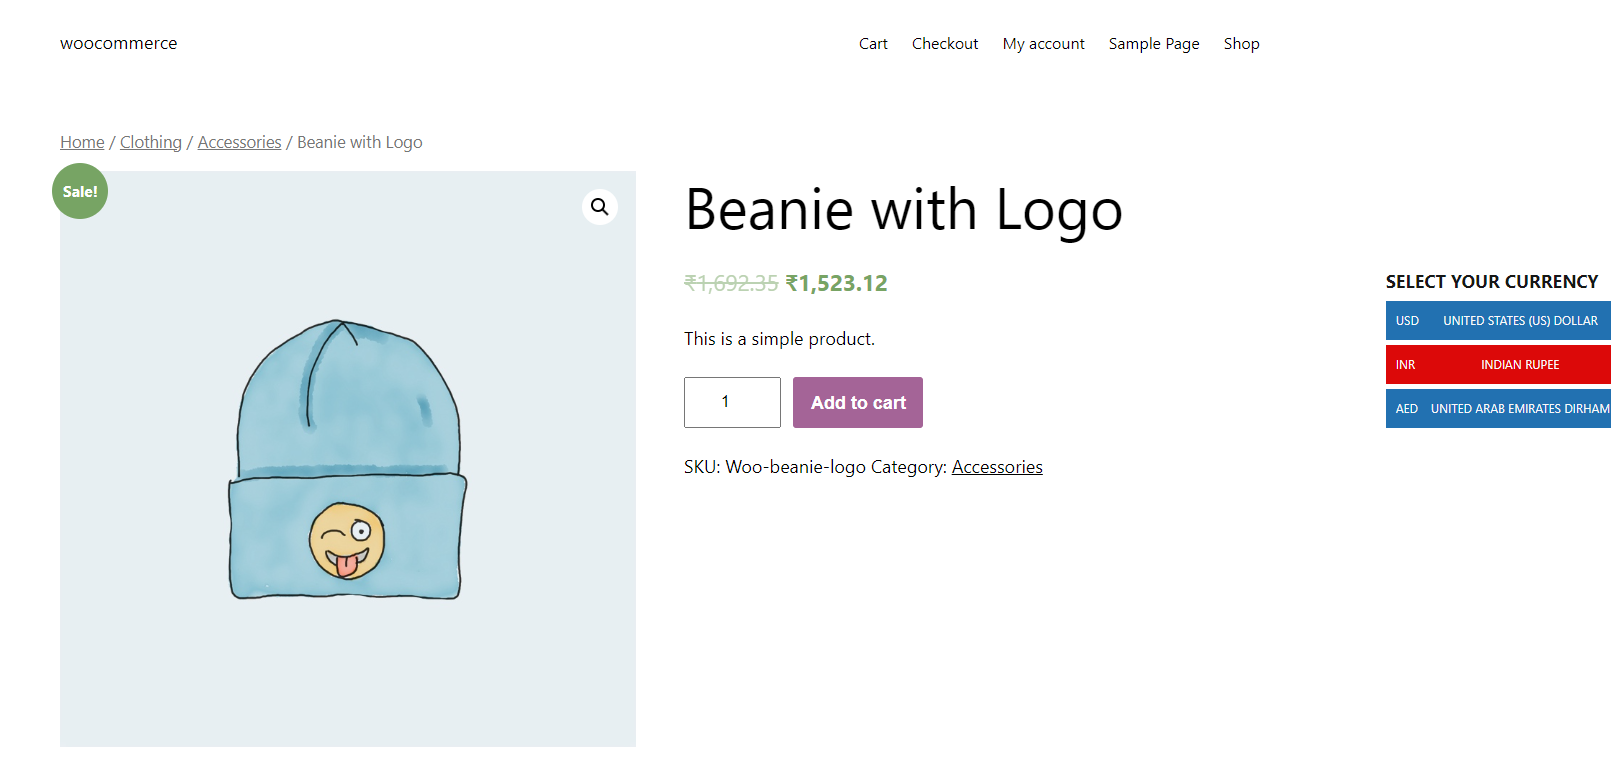 woocommerce
Cart Checkout My account Sample Page Shop
Home / Clothing / Accessories / Beanie with Logo
Sale!
Beanie with Logo
₹1,692.35 ₹1,523.12
This is a simple product.
1 Add to cart
SKU: Woo-beanie-logo Category: Accessories
SELECT YOUR CURRENCY
USD UNITED STATES (US) DOLLAR
INR INDIAN RUPEE
AED UNITED ARAB EMIRATES DIRHAM